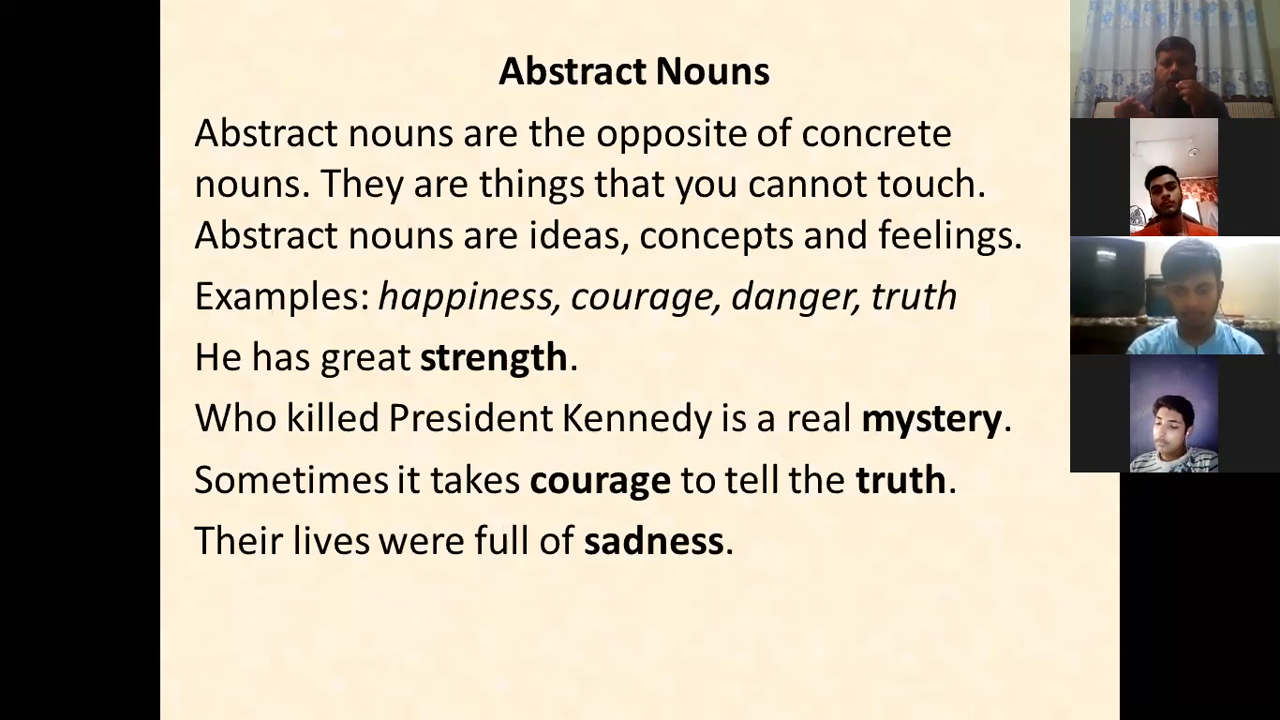 Abstract Nouns
Abstract nouns are the opposite of concrete
nouns. They are things that you cannot touch.
Abstract nouns are ideas, concepts and feelings.
Examples: happiness, courage, danger, truth
He has great strength.
Who killed President Kennedy is a real mystery.
Sometimes it takes courage to tell the truth.
Their lives were full of sadness.